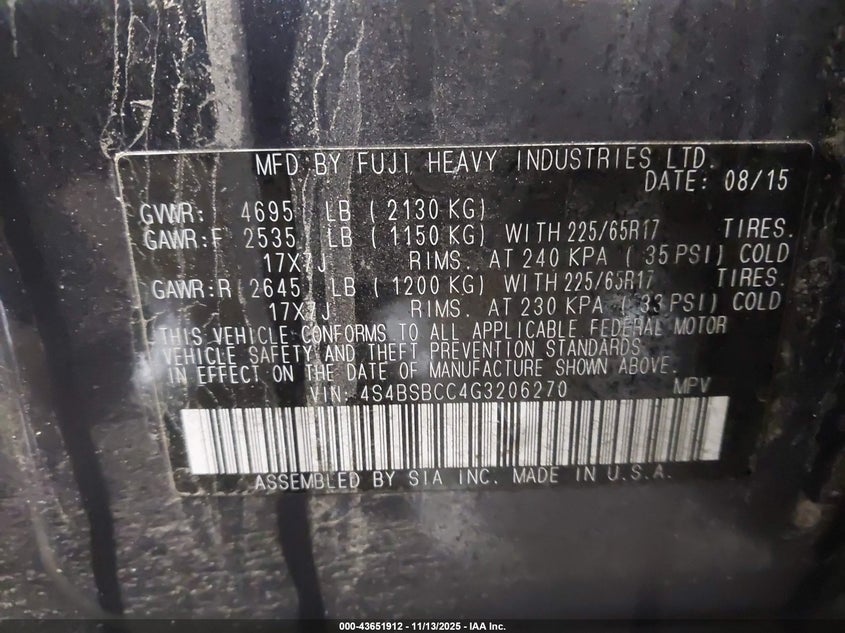 MFD BY FUJI HEAVY INDUSTRIES LTD.
DATE: 08/15
GVWR: 4695 LB ( 2130 KG)
GAWR:F 2535 LB ( 1150 KG) WITH 225/65R17 TIRES.
17X7J RIMS. AT 240 KPA ( 35 PSI) COLD
GAWR:R 2645 LB ( 1200 KG) WITH 225/65R17 TIRES.
17X7J RIMS. AT 230 KPA ( 33 PSI) COLD
THIS VEHICLE CONFORMS TO ALL APPLICABLE FEDERAL MOTOR
VEHICLE SAFETY AND THEFT PREVENTION STANDARDS
IN EFFECT ON THE DATE OF MANUFACTURE SHOWN ABOVE.
VIN: 4S4BSBCC4G3206270 MPV
ASSEMBLED BY SIA INC. MADE IN U.S.A.
000-43651912 - 11/13/2025 - IAA Inc.